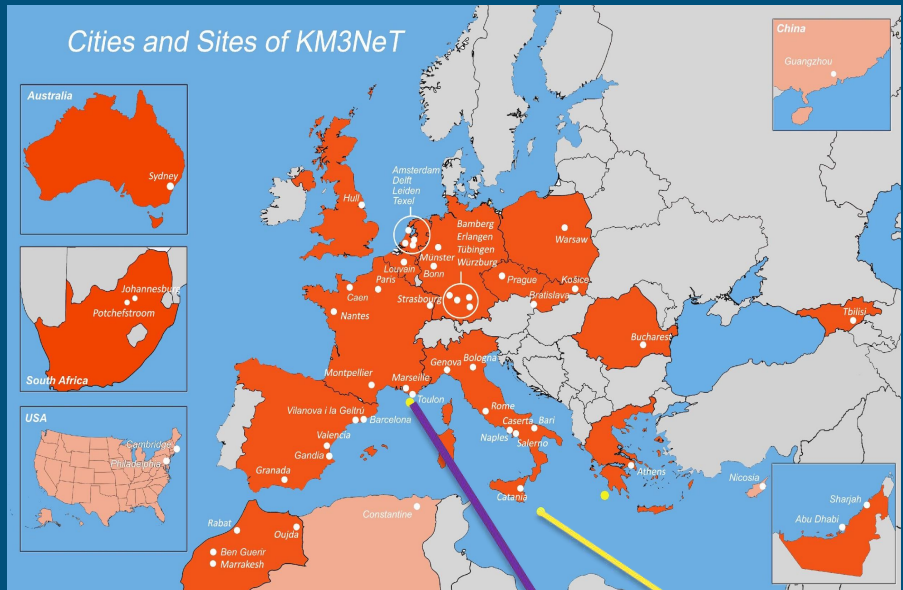 Cities and Sites of KM3NeT
China
Guangzhou
Australia
Sydney
Amsterdam
Delft
Leiden
Texel
Hull
Bamberg
Erlangen
Tübingen
Würzburg
Warsaw
Münster
Bonn
Louvain
Paris
Prague
Košice
Bratislava
Caen
Strasbourg
Nantes
Johannesburg
Potchefstroom
South Africa
Tbilisi
Bucharest
Genova
Bologna
Montpellier
Marseille
Toulon
Rome
Vilanova i la Geltrú
Barcelona
Caserta
Bari
Naples
Salerno
Valencia
Gandia
Granada
Athens
Catania
Nicosia
USA
Cambridge
Philadelphia
Sharjah
Abu Dhabi
Constantine
Rabat
Oujda
Ben Guerir
Marrakesh